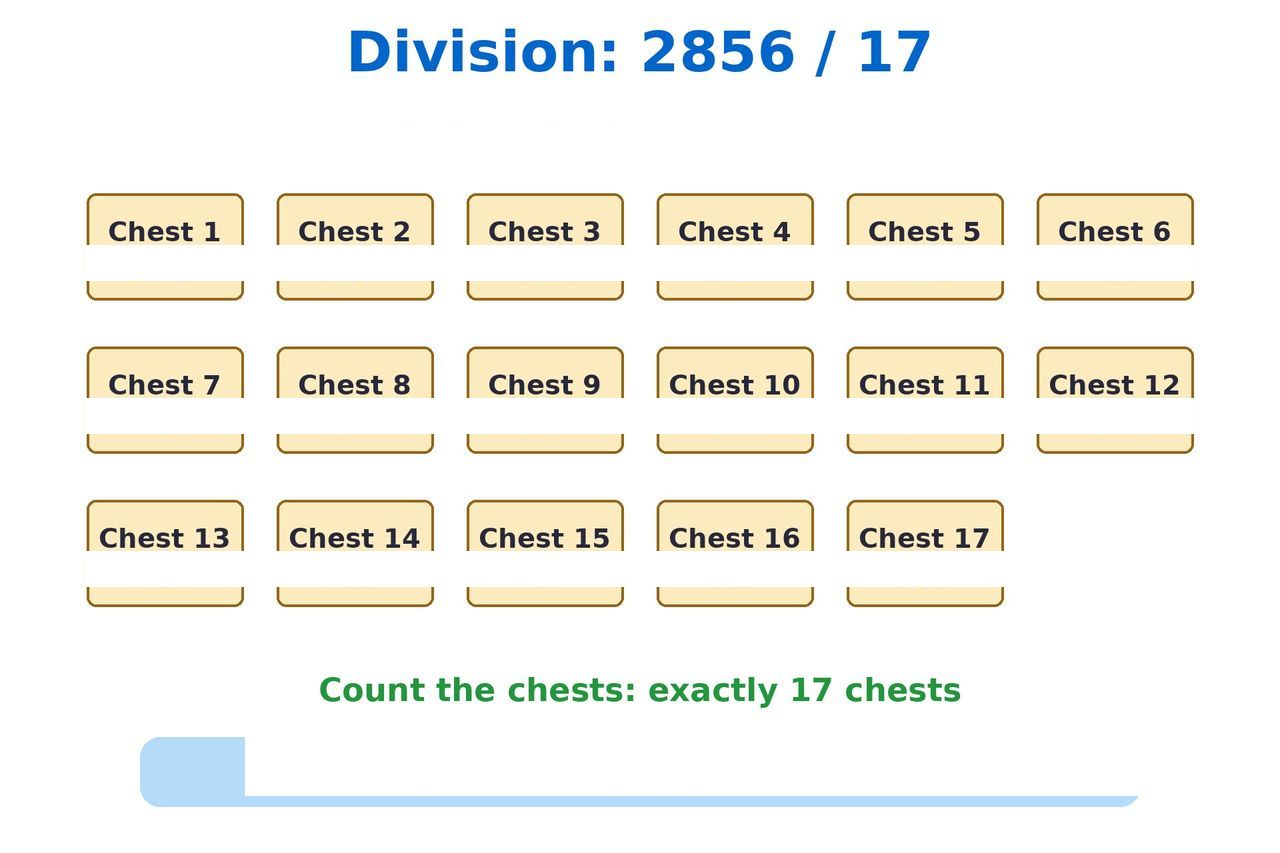 Division: 2856 / 17
Chest 1 Chest 2 Chest 3 Chest 4 Chest 5 Chest 6
Chest 7 Chest 8 Chest 9 Chest 10 Chest 11 Chest 12
Chest 13 Chest 14 Chest 15 Chest 16 Chest 17
Count the chests: exactly 17 chests